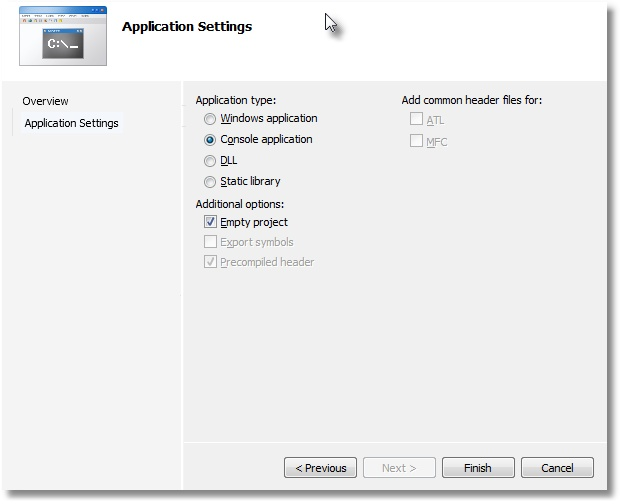 Application Settings
C:\_
Overview
Application Settings
Application type:
Windows application
Console application
DLL
Static library
Additional options:
Empty project
Export symbols
Precompiled header
Add common header files for:
ATL
MFC
< Previous
Next >
Finish
Cancel